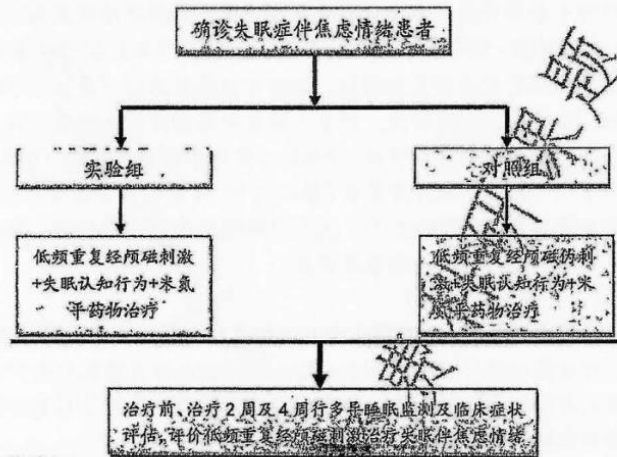 确诊失眠症伴焦虑情绪患者
实验组
对照组
低频重复经颅磁刺激
+失眠认知行为+米氮
平药物治疗
低频重复经颅磁伪刺
激+失眠认知行为+米
氮平药物治疗
治疗前、治疗2周及4周行多导睡眠监测及临床症状
评估,评价低频重复经颅磁刺激治疗失眠伴焦虑情绪